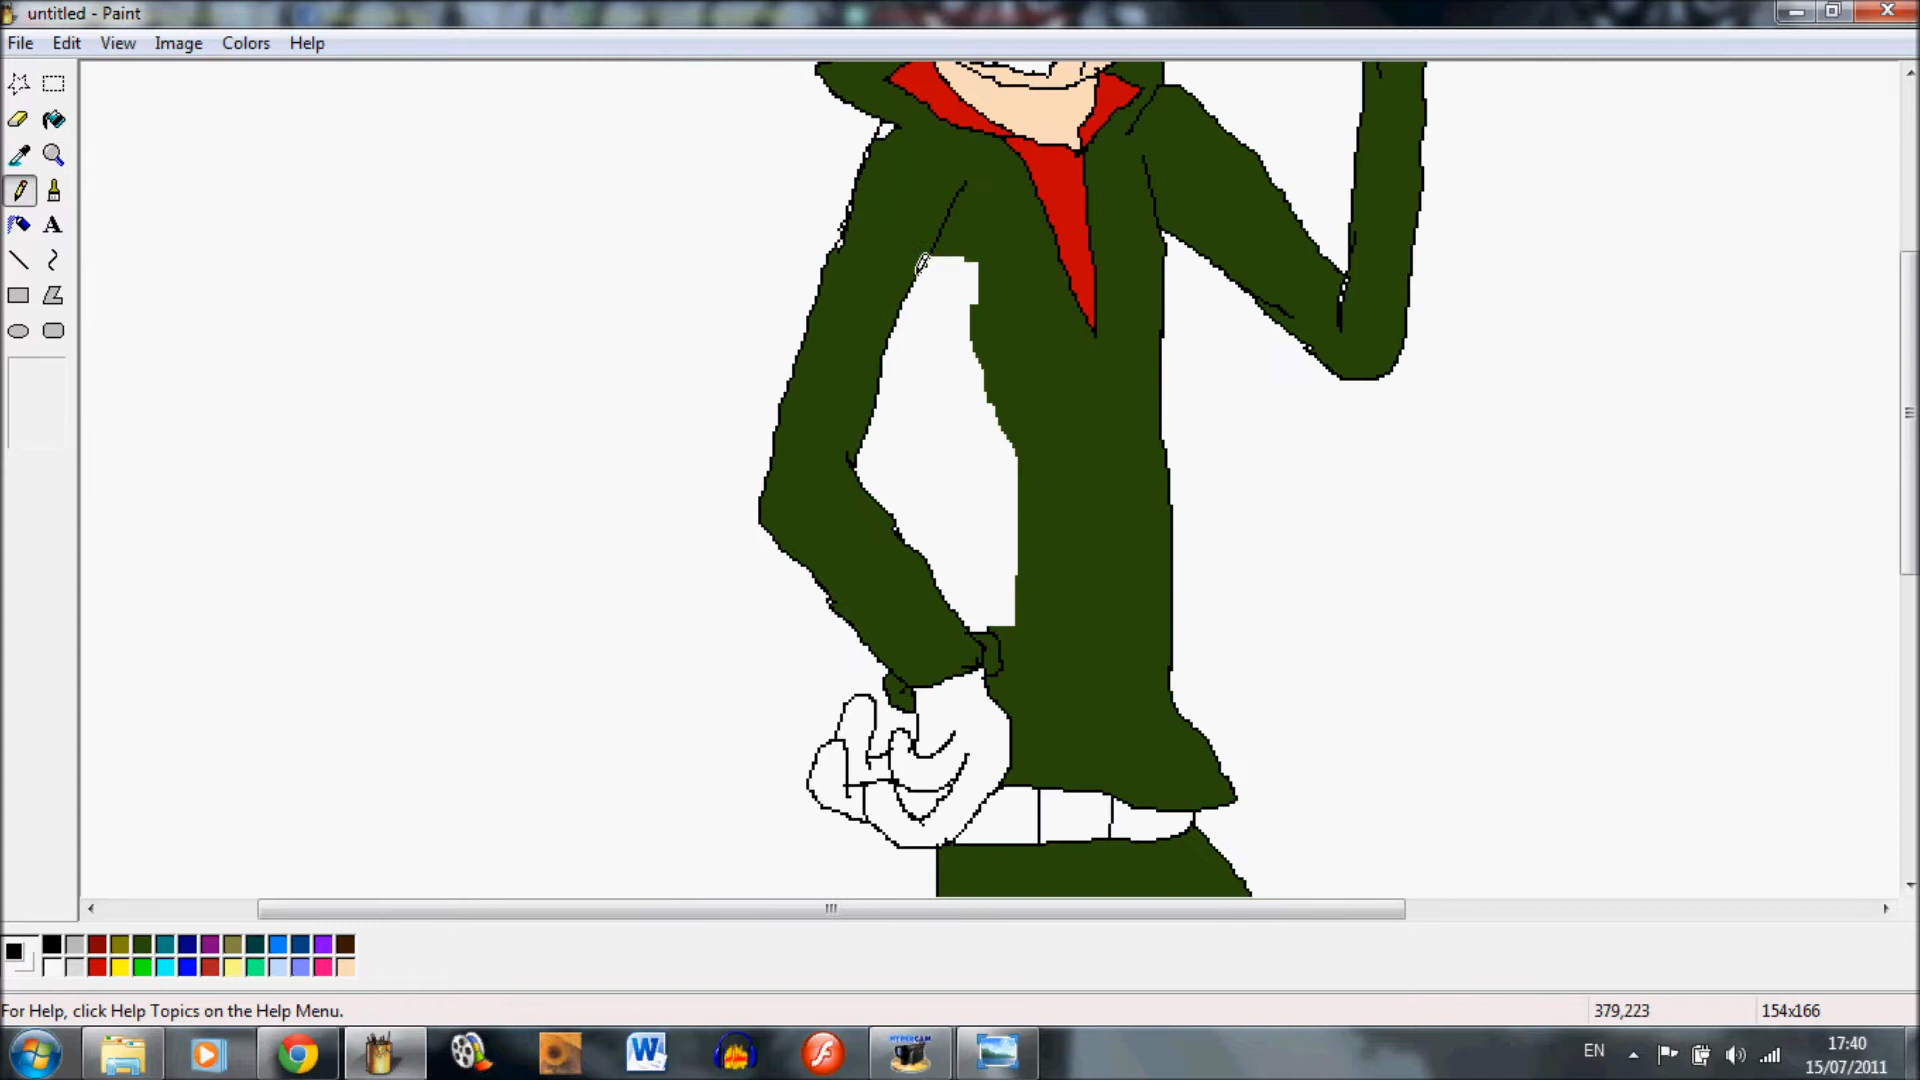 untitled - Paint
File Edit View Image Colors Help
A
For Help, click Help Topics on the Help Menu.
379,223
154x166
W
HYPERCAM
EN
17:40
15/07/2011